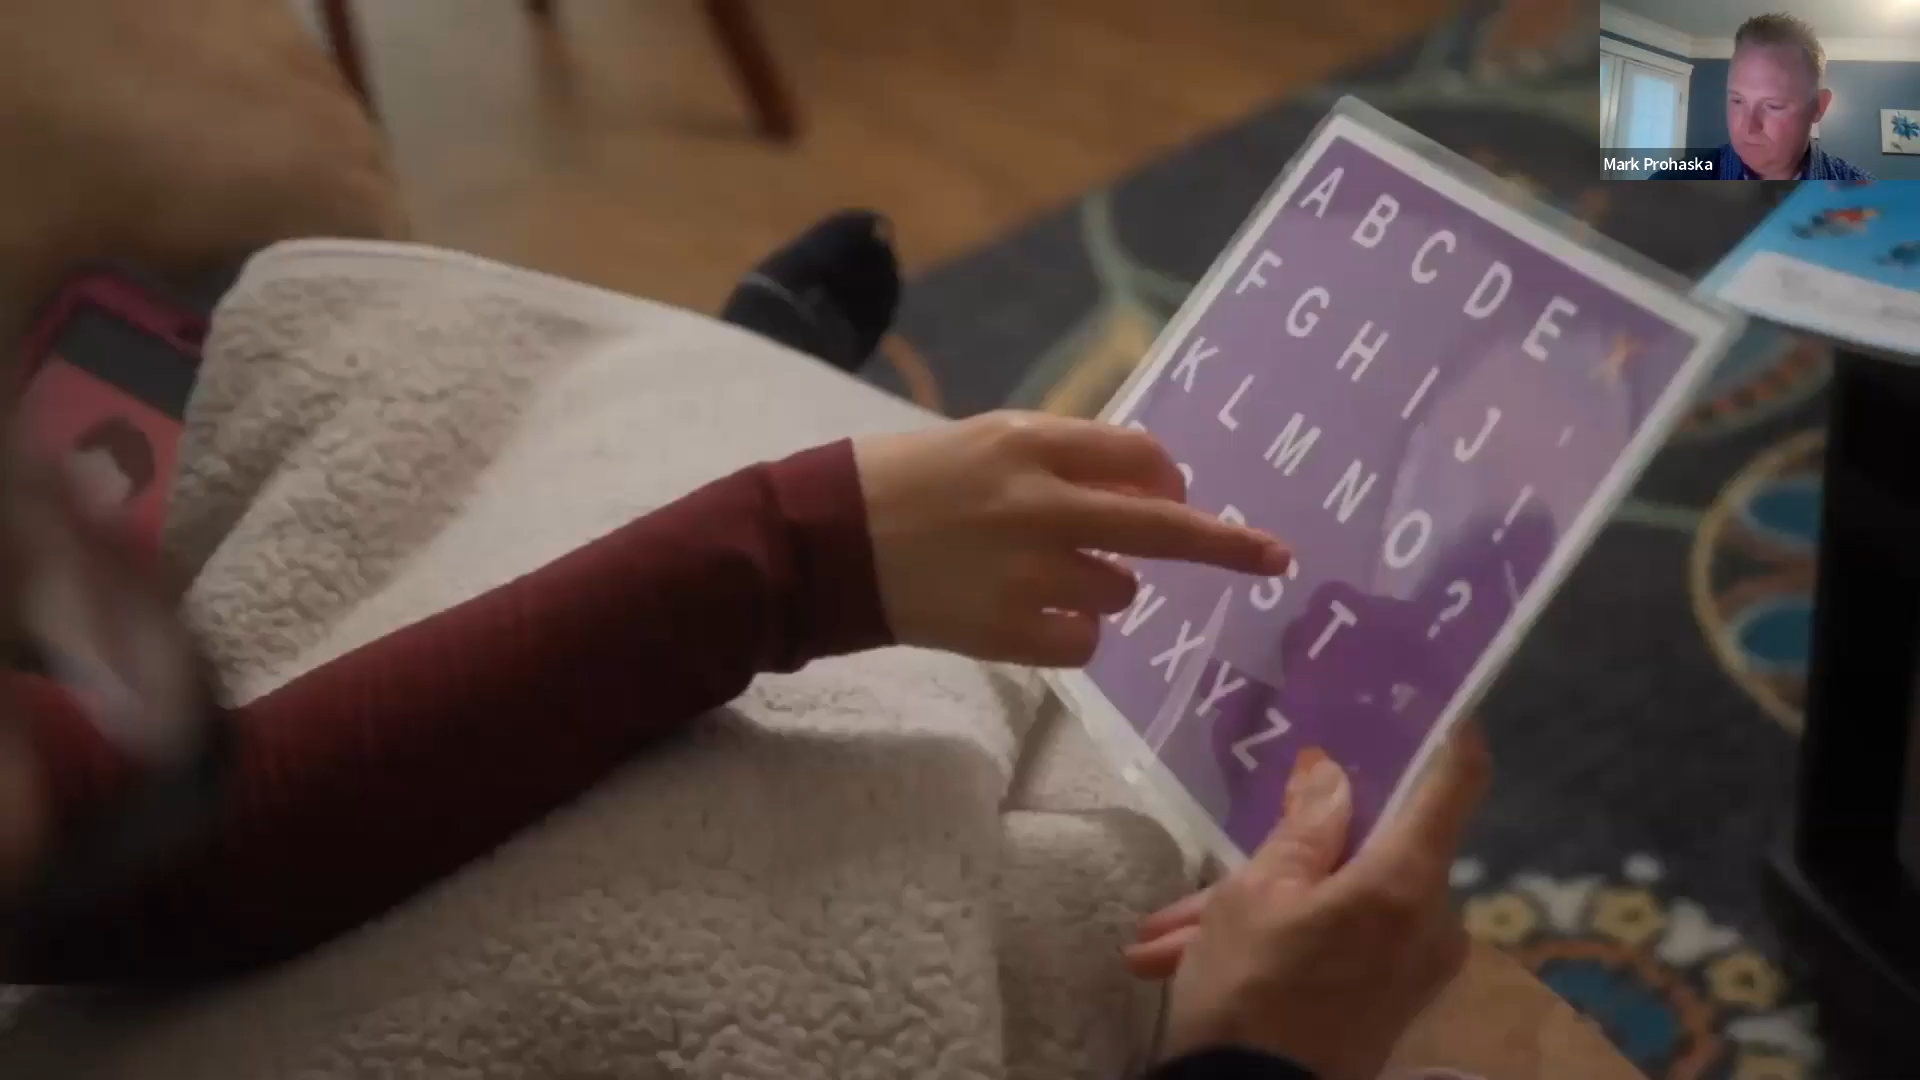 Mark Prohaska
A B C D E X
F G H I J '
K L M N O !
S T ?
X Y Z